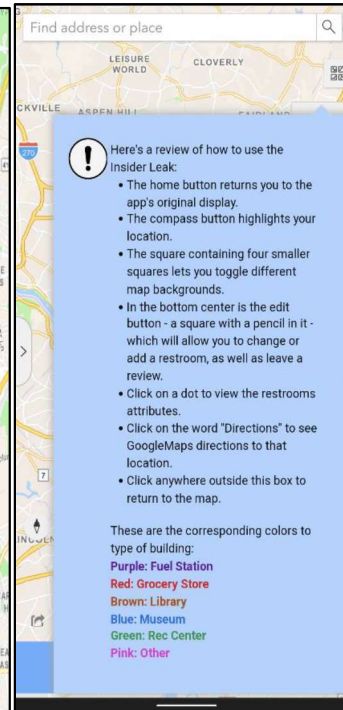 Find address or place
LEISURE
WORLD
CLOVERLY
CKVILLE
ASPEN HILL
FAIRLAND
270
Here's a review of how to use the
Insider Leak:
• The home button returns you to the
app's original display.
• The compass button highlights your
location.
• The square containing four smaller
squares lets you toggle different
map backgrounds.
• In the bottom center is the edit
button - a square with a pencil in it -
which will allow you to change or
add a restroom, as well as leave a
review.
• Click on a dot to view the restrooms
attributes.
• Click on the word "Directions" to see
GoogleMaps directions to that
location.
• Click anywhere outside this box to
return to the map.
7
These are the corresponding colors to
type of building:
Purple: Fuel Station
Red: Grocery Store
Brown: Library
Blue: Museum
Green: Rec Center
Pink: Other